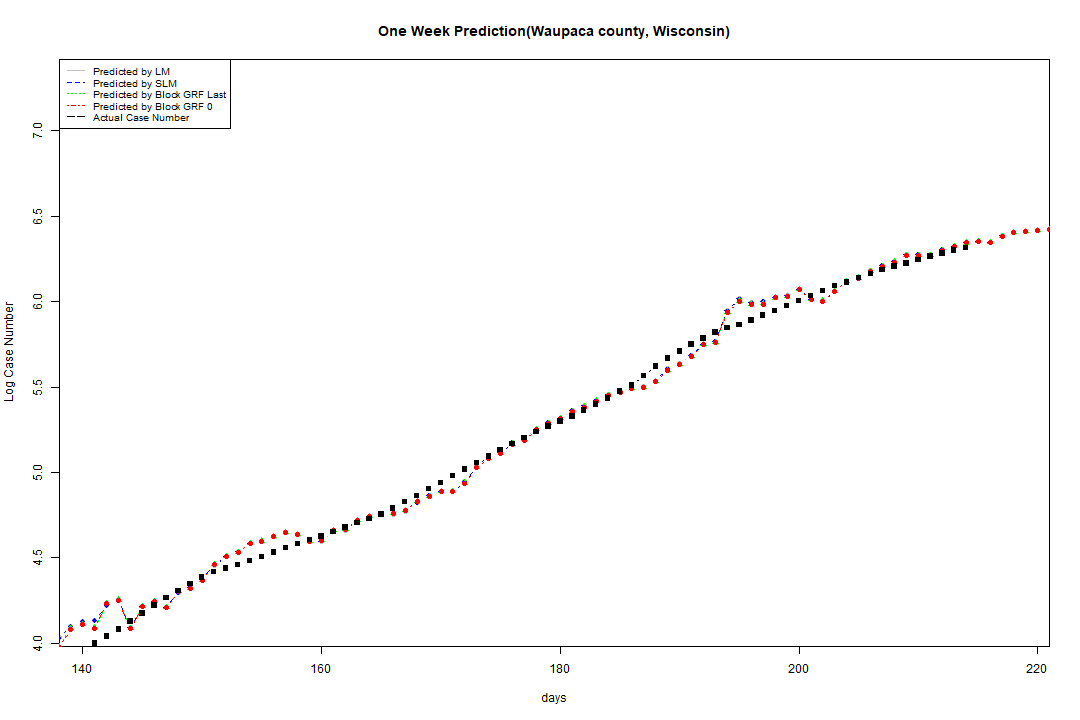 One Week Prediction(Waupaca county, Wisconsin)
Predicted by LM
Predicted by SLM
Predicted by Block GRF Last
Predicted by Block GRF 0
Actual Case Number
7.0
6.5
6.0
5.5
5.0
4.5
4.0
Log Case Number
140 160 180 200 220
days